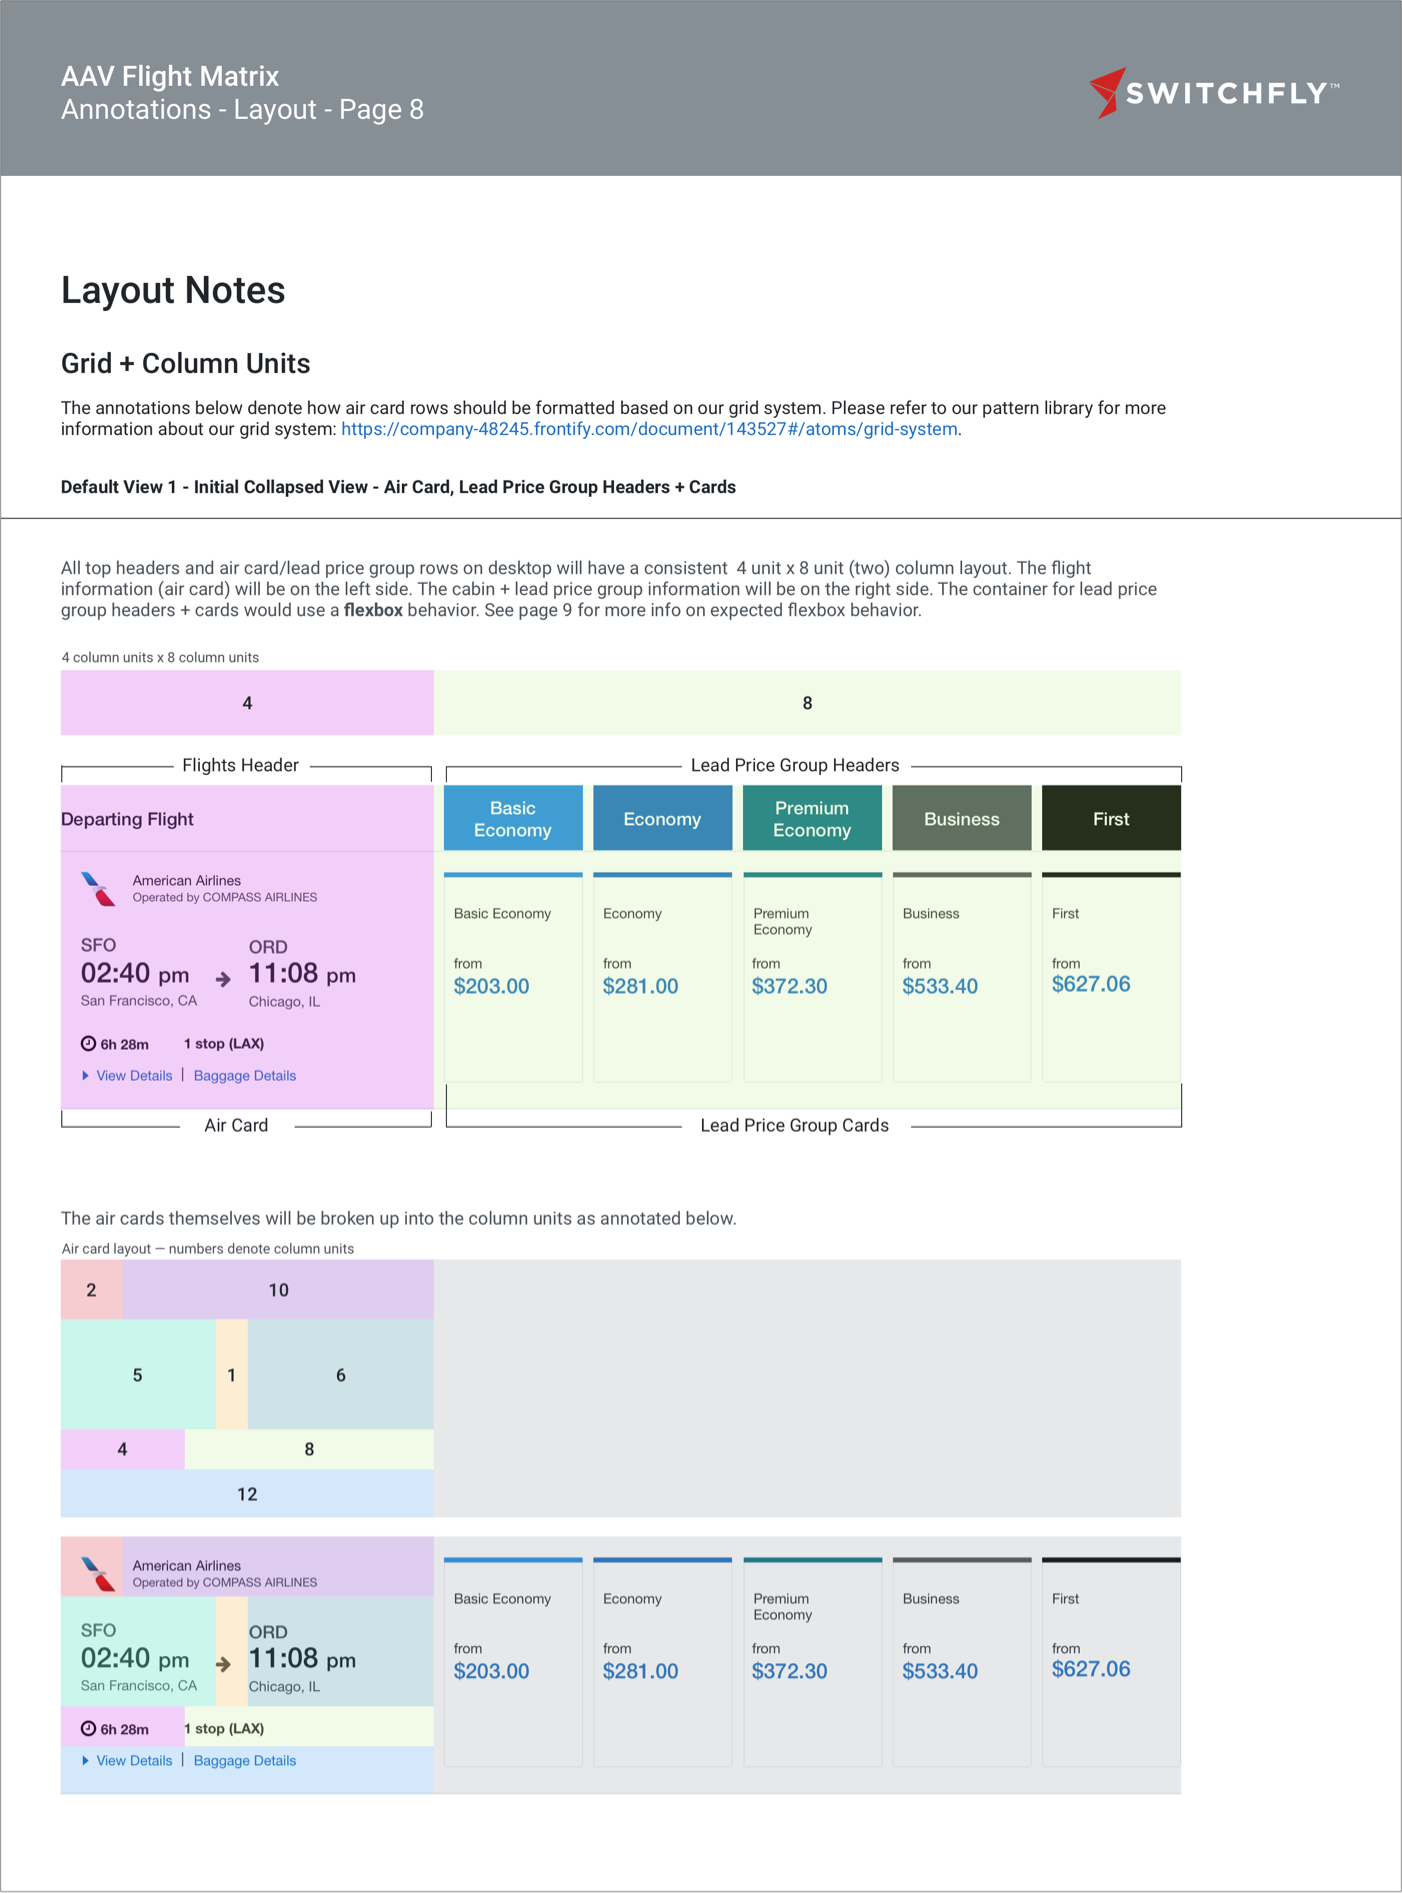 AAV Flight Matrix
Annotations - Layout - Page 8
SWITCHFLY™
Layout Notes
Grid + Column Units
The annotations below denote how air card rows should be formatted based on our grid system. Please refer to our pattern library for more
information about our grid system: https://company-48245.frontify.com/document/143527#/atoms/grid-system.
Default View 1 - Initial Collapsed View - Air Card, Lead Price Group Headers + Cards
All top headers and air card/lead price group rows on desktop will have a consistent 4 unit x 8 unit (two) column layout. The flight
information (air card) will be on the left side. The cabin + lead price group information will be on the right side. The container for lead price
group headers + cards would use a flexbox behavior. See page 9 for more info on expected flexbox behavior.
4 column units x 8 column units
4 8
Flights Header Lead Price Group Headers
Departing Flight
Basic
Economy
Economy
Premium
Economy
Business
First
American Airlines
Operated by COMPASS AIRLINES
SFO ORD
02:40 pm 11:08 pm
San Francisco, CA Chicago, IL
6h 28m 1 stop (LAX)
View Details | Baggage Details
Basic Economy
from
$203.00
Economy
from
$281.00
Premium
Economy
from
$372.30
Business
from
$533.40
First
from
$627.06
Air Card Lead Price Group Cards
The air cards themselves will be broken up into the column units as annotated below.
Air card layout — numbers denote column units
2 10
5 1 6
4 8
12
American Airlines
Operated by COMPASS AIRLINES
SFO ORD
02:40 pm 11:08 pm
San Francisco, CA Chicago, IL
6h 28m 1 stop (LAX)
View Details | Baggage Details
Basic Economy
from
$203.00
Economy
from
$281.00
Premium
Economy
from
$372.30
Business
from
$533.40
First
from
$627.06